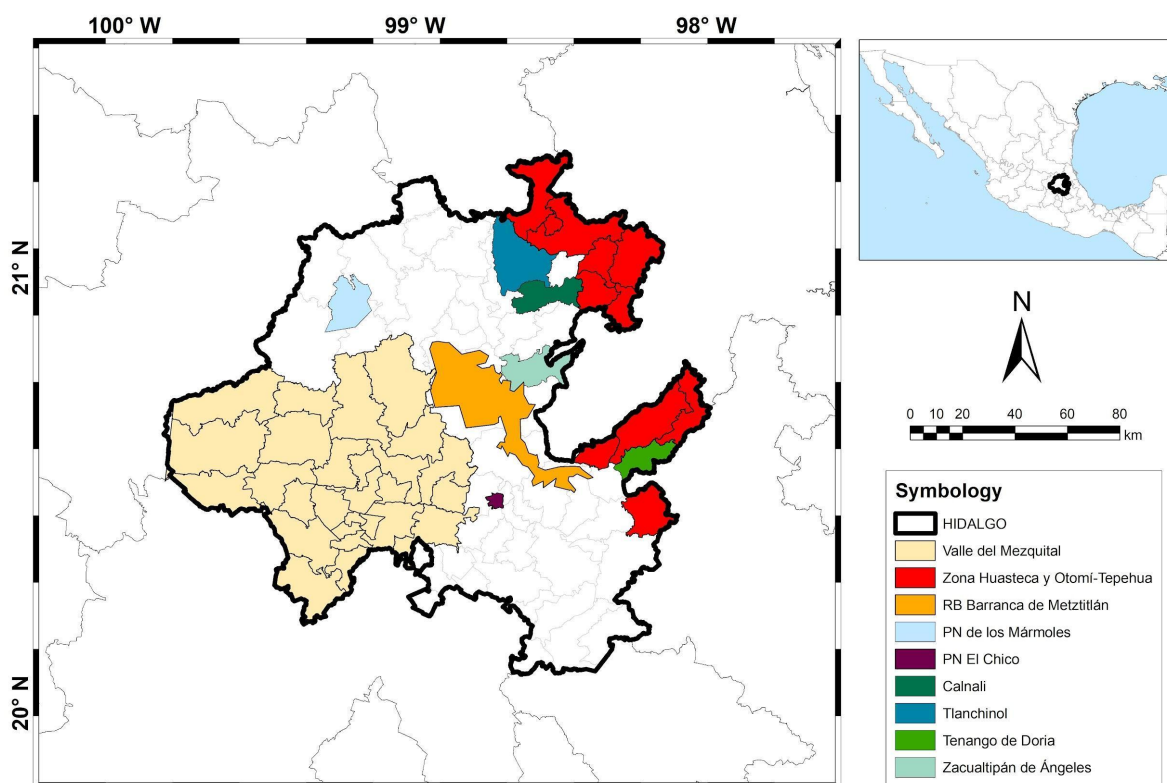 100° W 99° W 98° W
21° N
20° N
N
0 10 20 40 60 80
km
Symbology
HIDALGO
Valle del Mezquital
Zona Huasteca y Otomí-Tepehua
RB Barranca de Metztitlán
PN de los Mármoles
PN El Chico
Calnali
Tlanchinol
Tenango de Doria
Zacualtipán de Ángeles